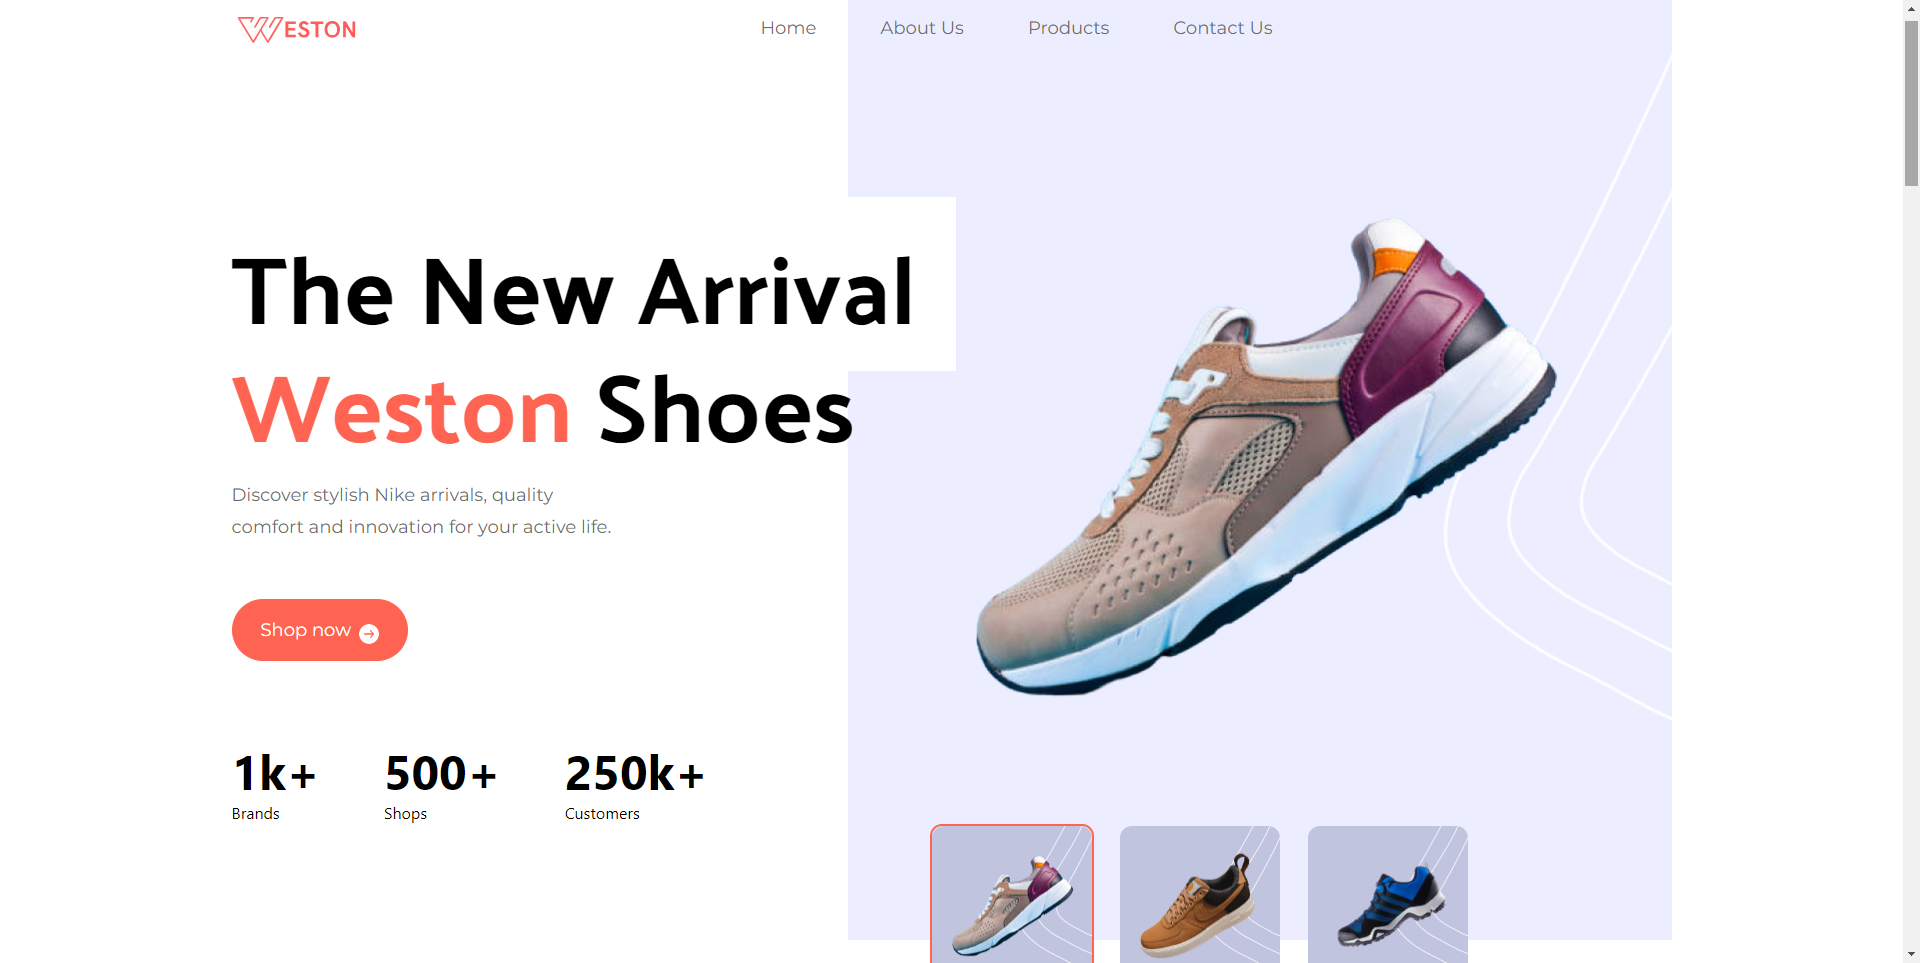 WESTON
Home About Us Products Contact Us
The New Arrival
Weston Shoes
Discover stylish Nike arrivals, quality
comfort and innovation for your active life.
Shop now
1k+ 500+ 250k+
Brands Shops Customers